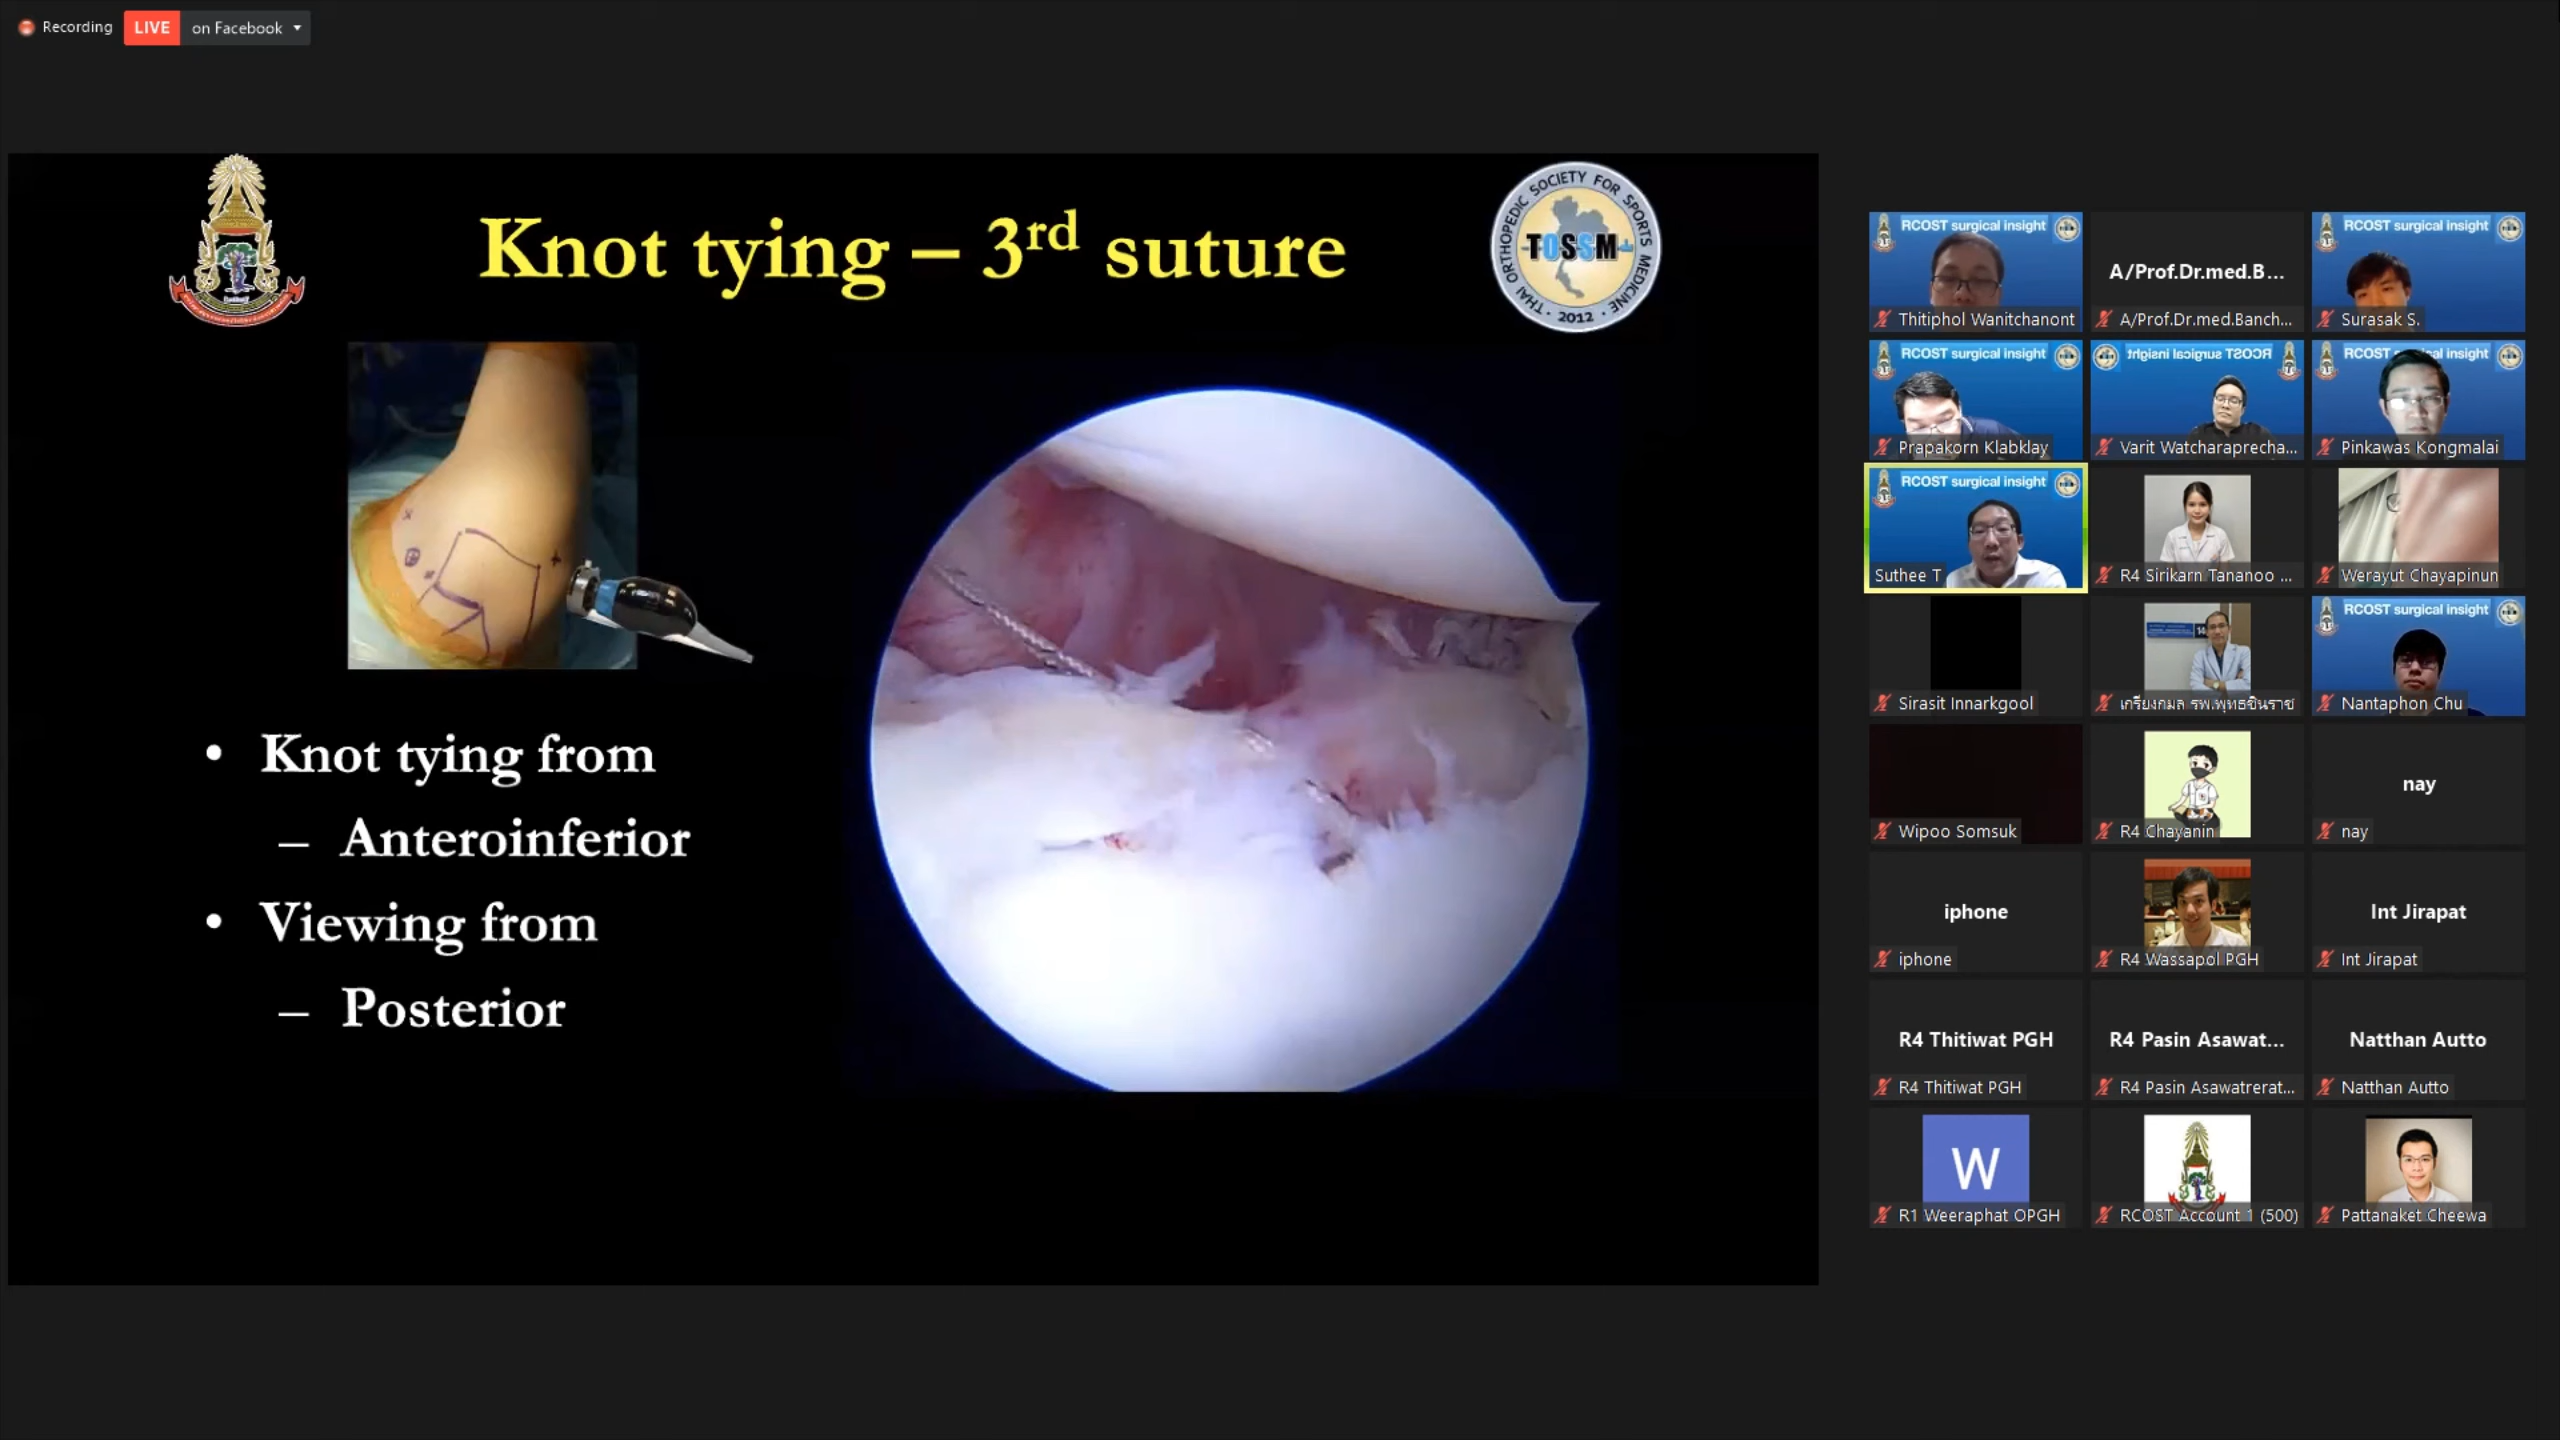 Recording
LIVE
on Facebook
Knot tying – 3rd suture
THAI ORTHOPEDIC SOCIETY FOR SPORTS MEDICINE
TOSSM
2012
• Knot tying from
– Anteroinferior
• Viewing from
– Posterior
RCOST surgical insight
Thitiphol Wanitchanont
A/Prof.Dr.med.B...
A/Prof.Dr.med.Banch...
RCOST surgical insight
Surasak S.
RCOST surgical insight
Prapakorn Klabklay
RCOST surgical insight
Varit Watcharaprecha...
RCOST surgical insight
Pinkawas Kongmalai
RCOST surgical insight
Suthee T
R4 Sirikarn Tananoo ...
Werayut Chayapinun
Sirasit Innarkgool
เกรียงกมล รพ.พุทธชินราช
RCOST surgical insight
Nantaphon Chu
Wipoo Somsuk
R4 Chayanin
nay
nay
iphone
iphone
R4 Wassapol PGH
Int Jirapat
Int Jirapat
R4 Thitiwat PGH
R4 Thitiwat PGH
R4 Pasin Asawat...
R4 Pasin Asawatrerat...
Natthan Autto
Natthan Autto
W
R1 Weeraphat OPGH
RCOST Account 1 (500)
Pattanaket Cheewa